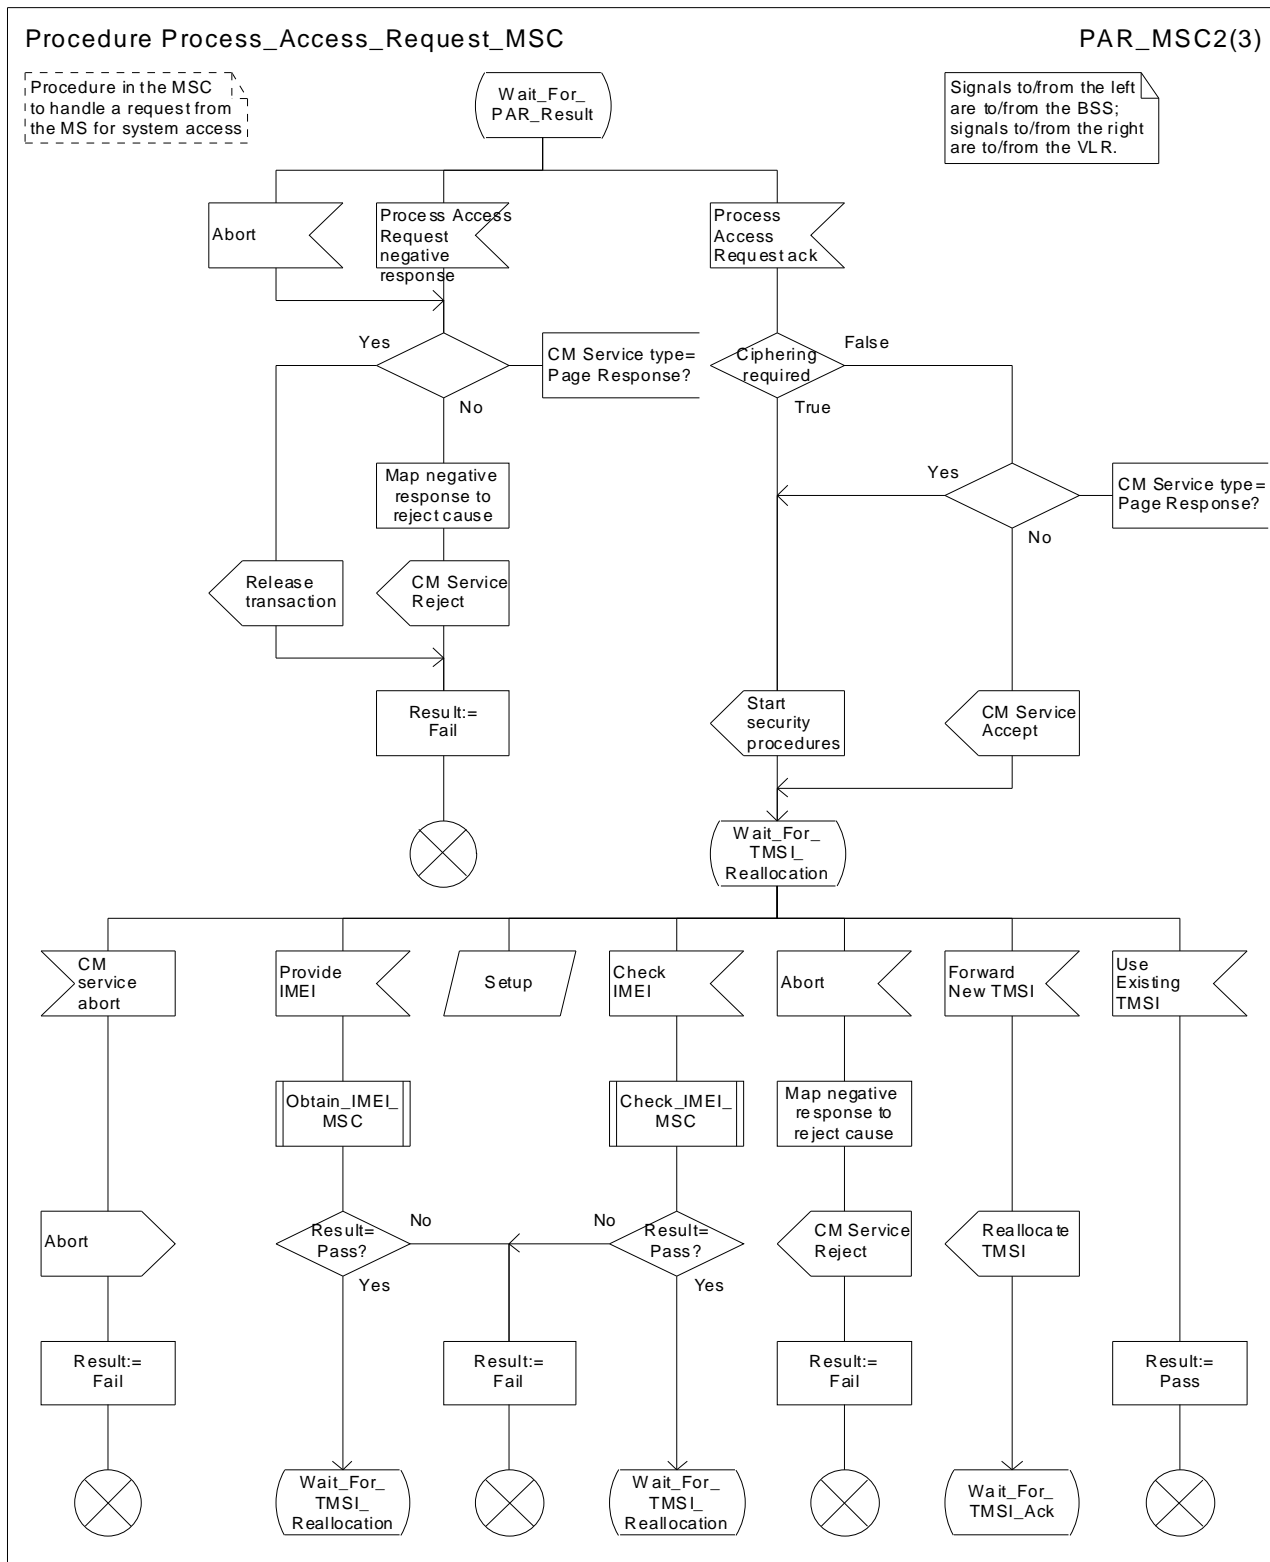 Procedure Process_Access_Request_MSC
PAR_MSC2(3)
Procedure in the MSC
to handle a request from
the MS for system access
Wait_For_
PAR_Result
Signals to/from the left
are to/from the BSS;
signals to/from the right
are to/from the VLR.
Abort
Process Access
Request
negative
response
Process
Access
Request ack
Yes
No
CM Service type=
Page Response?
Ciphering
required
False
True
Yes
No
CM Service type=
Page Response?
Map negative
response to
reject cause
Release
transaction
CM Service
Reject
Result:=
Fail
Start
security
procedures
CM Service
Accept
Wait_For_
TMSI_
Reallocation
CM
service
abort
Provide
IMEI
Setup
Check
IMEI
Abort
Forward
New TMSI
Use
Existing
TMSI
Obtain_IMEI_
MSC
Check_IMEI_
MSC
Map negative
response to
reject cause
Abort
Result=
Pass?
No
Yes
No
Result=
Pass?
Yes
CM Service
Reject
Reallocate
TMSI
Result:=
Fail
Result:=
Fail
Result:=
Fail
Result:=
Pass
Wait_For_
TMSI_
Reallocation
Wait_For_
TMSI_
Reallocation
Wait_For_
TMSI_Ack